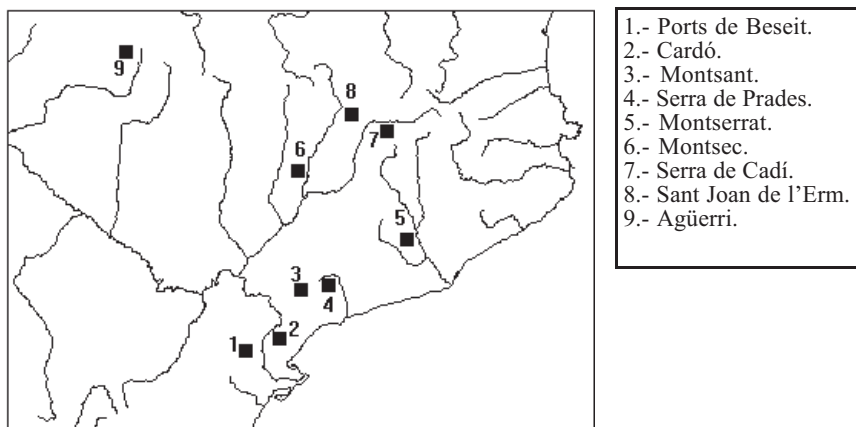 9
8
7
6
5
3
4
2
1
1.- Ports de Beseit.
2.- Cardó.
3.- Montsant.
4.- Serra de Prades.
5.- Montserrat.
6.- Montsec.
7.- Serra de Cadí.
8.- Sant Joan de l'Erm.
9.- Agüerri.